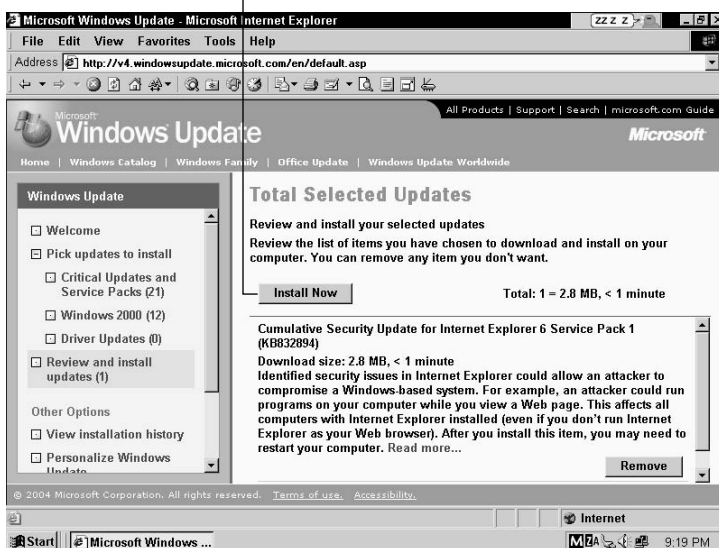 Microsoft Windows Update - Microsoft Internet Explorer
zz z z
File Edit View Favorites Tools Help
Address http://v4.windowsupdate.microsoft.com/en/default.asp
All Products | Support | Search | microsoft.com Guide
Microsoft
Windows Update
Microsoft
Home | Windows Catalog | Windows Family | Office Update | Windows Update Worldwide
Windows Update
Welcome
Pick updates to install
Critical Updates and
Service Packs (21)
Windows 2000 (12)
Driver Updates (0)
Review and install
updates (1)
Other Options
View installation history
Personalize Windows
Update
Total Selected Updates
Review and install your selected updates
Review the list of items you have chosen to download and install on your
computer. You can remove any item you don't want.
Install Now
Total: 1 = 2.8 MB, < 1 minute
Cumulative Security Update for Internet Explorer 6 Service Pack 1
(KB832894)
Download size: 2.8 MB, < 1 minute
Identified security issues in Internet Explorer could allow an attacker to
compromise a Windows-based system. For example, an attacker could run
programs on your computer while you view a Web page. This affects all
computers with Internet Explorer installed (even if you don't run Internet
Explorer as your Web browser). After you install this item, you may need to
restart your computer. Read more...
Remove
© 2004 Microsoft Corporation. All rights reserved. Terms of use. Accessibility.
Internet
Start Microsoft Windows ...
9:19 PM